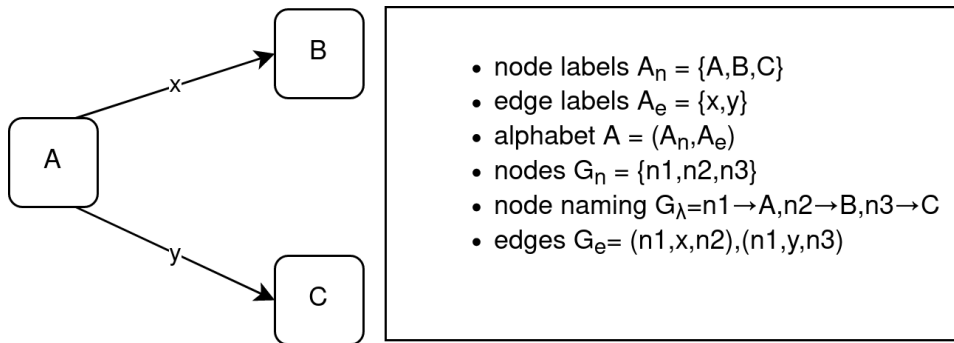 B
x
A
y
C
• node labels Aₙ = {A,B,C}
• edge labels Aₑ = {x,y}
• alphabet A = (Aₙ,Aₑ)
• nodes Gₙ = {n1,n2,n3}
• node naming G_λ=n1→A,n2→B,n3→C
• edges Gₑ= (n1,x,n2),(n1,y,n3)